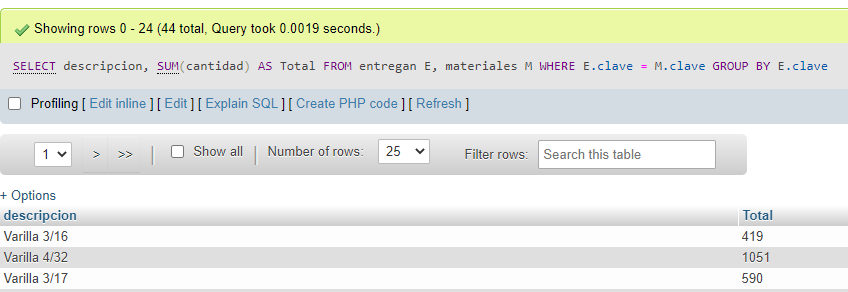 Showing rows 0 - 24 (44 total, Query took 0.0019 seconds.)
SELECT descripcion, SUM(cantidad) AS Total FROM entregan E, materiales M WHERE E.clave = M.clave GROUP BY E.clave
Profiling [ Edit inline ] [ Edit ] [ Explain SQL ] [ Create PHP code ] [ Refresh ]
1 > >> | Show all | Number of rows: 25 Filter rows: Search this table
+ Options
descripcion Total
Varilla 3/16 419
Varilla 4/32 1051
Varilla 3/17 590